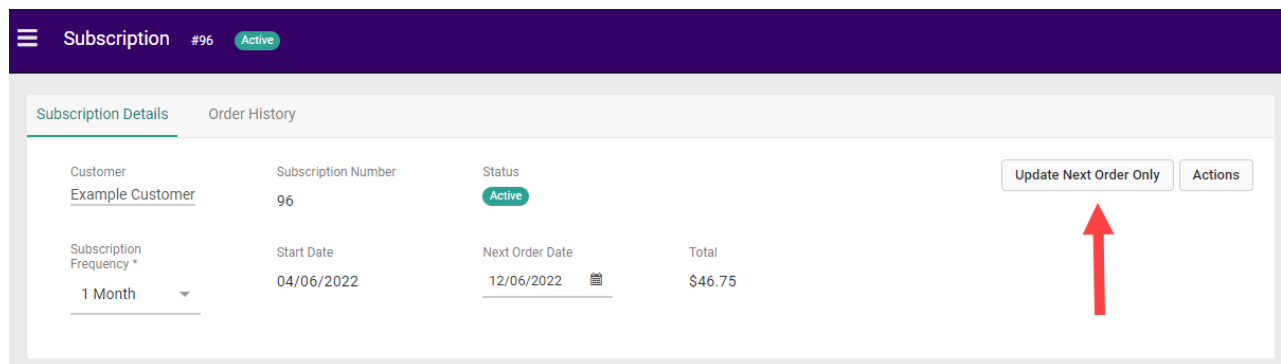 Subscription #96 Active
Subscription Details Order History
Customer Subscription Number Status
Example Customer 96 Active Update Next Order Only Actions
Subscription
Frequency * Start Date Next Order Date Total
1 Month 04/06/2022 12/06/2022 $46.75